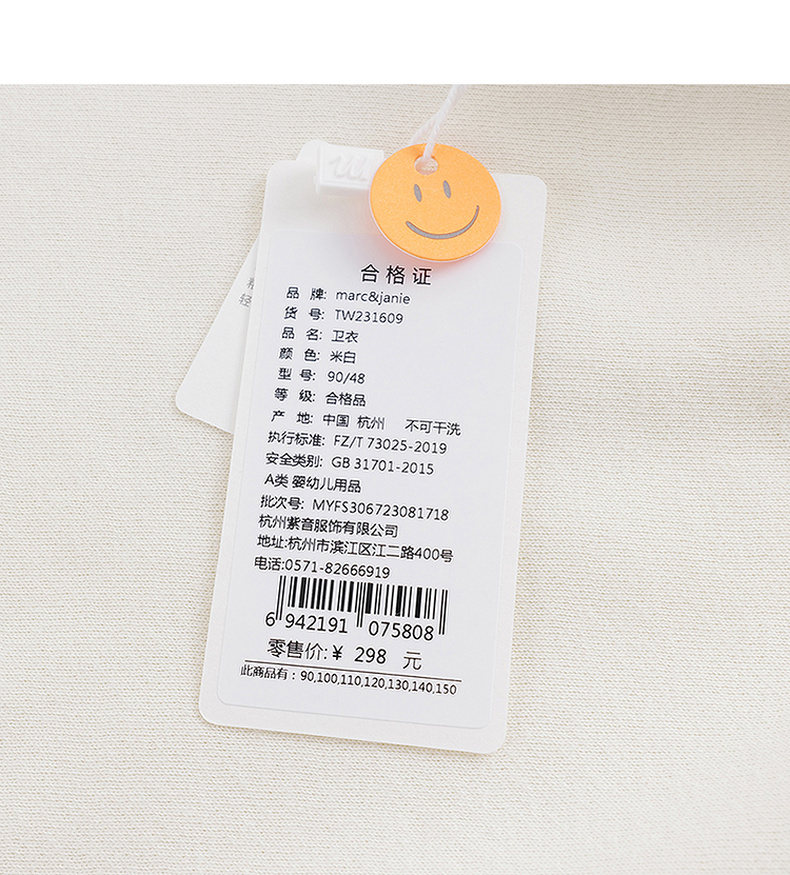 合格证
品 牌: marc&janie
货 号: TW231609
品 名: 卫衣
颜 色: 米白
型 号: 90/48
等 级: 合格品
产 地: 中国 杭州 不可干洗
执行标准: FZ/T 73025-2019
安全类别: GB 31701-2015
A类 婴幼儿用品
批次号: MYFS306723081718
杭州紫音服饰有限公司
地址:杭州市滨江区江二路400号
电话:0571-82666919
6 942191 075808
零售价:¥ 298 元
此商品有：90,100,110,120,130,140,150
轻